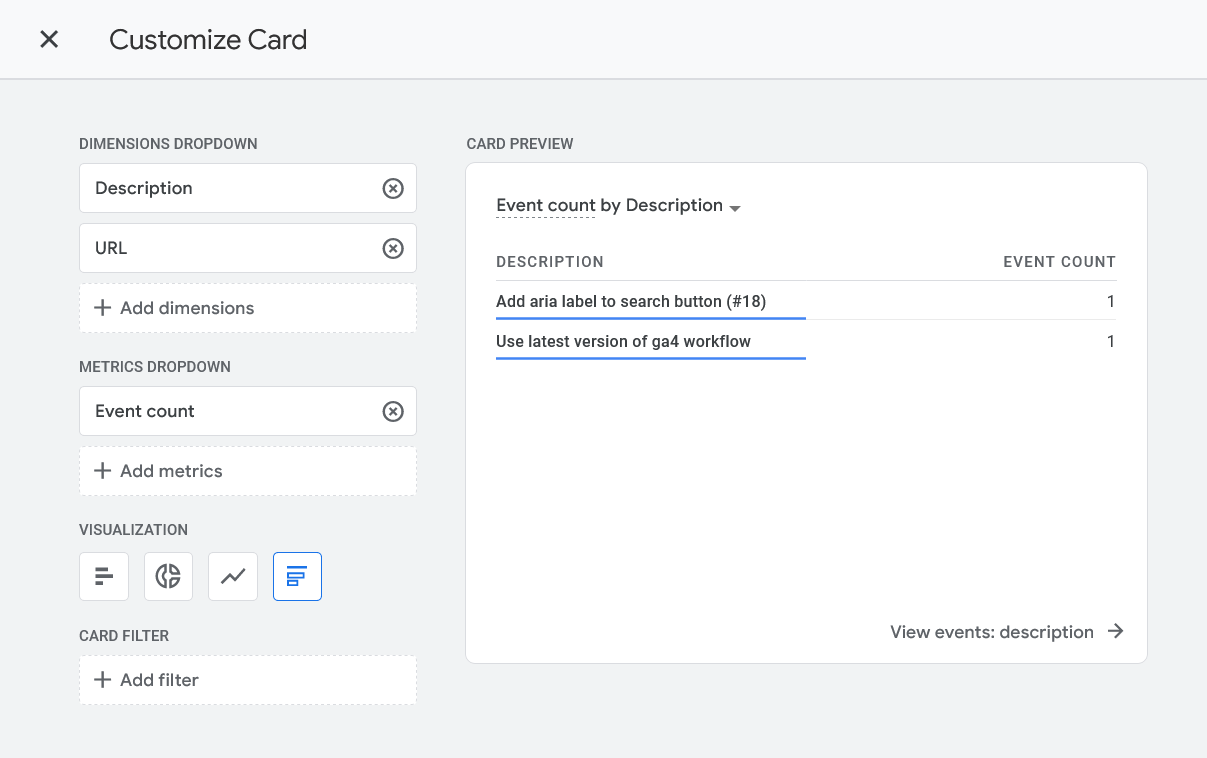 Customize Card
DIMENSIONS DROPDOWN
Description
URL
Add dimensions
METRICS DROPDOWN
Event count
Add metrics
VISUALIZATION
CARD FILTER
Add filter
CARD PREVIEW
Event count by Description
DESCRIPTION EVENT COUNT
Add aria label to search button (#18) 1
Use latest version of ga4 workflow 1
View events: description